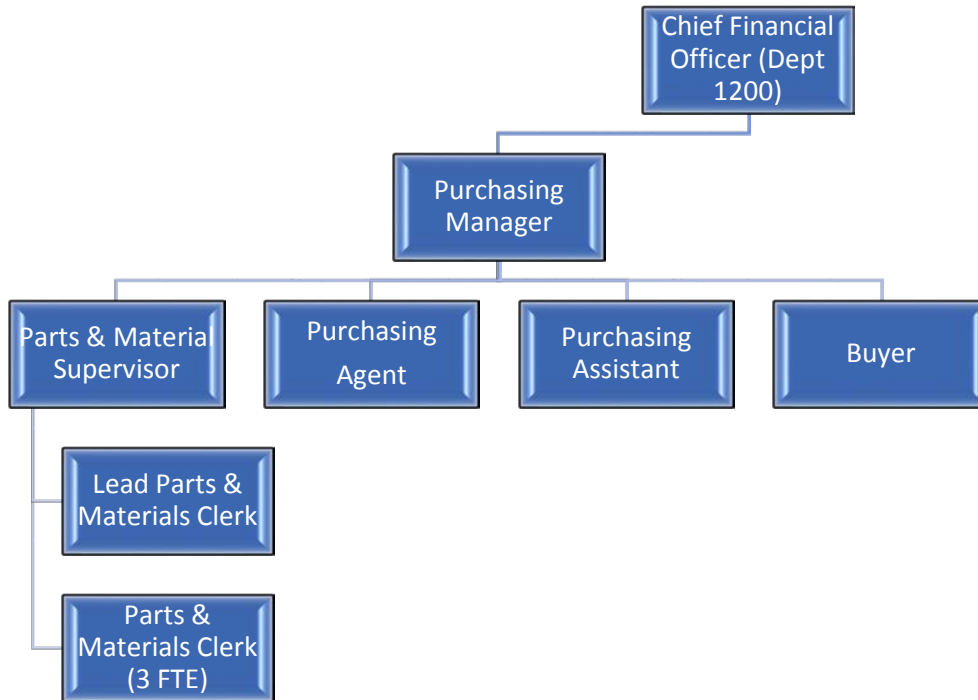 Chief Financial
Officer (Dept
1200)
Purchasing
Manager
Parts & Material
Supervisor
Purchasing
Agent
Purchasing
Assistant
Buyer
Lead Parts &
Materials Clerk
Parts &
Materials Clerk
(3 FTE)